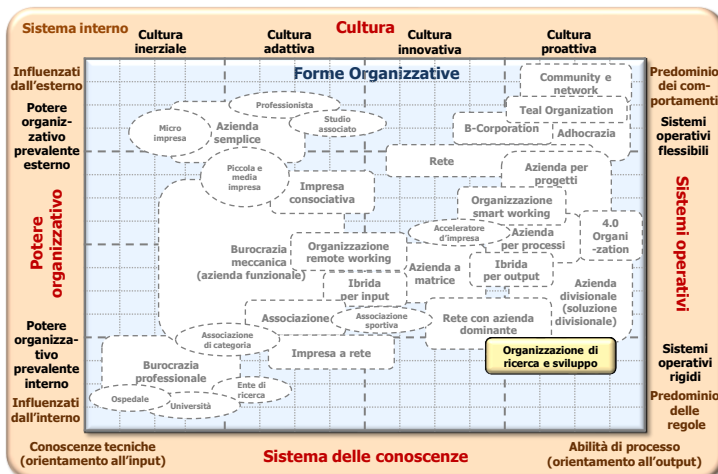 Sistema interno
Cultura
Cultura
inerziale
Cultura
adattiva
Cultura
innovativa
Cultura
proattiva
Influenzati
dall'esterno
Potere
organiz-
zativo
prevalente
esterno
Potere
organizzativo
Potere
organizza-
tivo
prevalente
interno
Influenzati
dall'interno
Forme Organizzative
Community e
network
Teal Organization
B-Corporation
Adhocrazia
Professionista
Studio
associato
Micro
impresa
Azienda
semplice
Rete
Azienda per
progetti
Piccola e
media
impresa
Impresa
consociativa
Organizzazione
smart working
Acceleratore
d'impresa
Azienda
per processi
4.0
Organi
-zation
Burocrazia
meccanica
(azienda funzionale)
Organizzazione
remote working
Azienda a
matrice
Ibrida
per output
Ibrida
per input
Azienda
divisionale
(soluzione
divisionale)
Associazione
Associazione
sportiva
Rete con azienda
dominante
Associazione
di categoria
Impresa a rete
Organizzazione di
ricerca e sviluppo
Burocrazia
professionale
Ente di
ricerca
Ospedale
Università
Predominio
dei com-
portamenti
Sistemi
operativi
flessibili
Sistemi operativi
Sistemi
operativi
rigidi
Predominio
delle
regole
Conoscenze tecniche
(orientamento all'input)
Sistema delle conoscenze
Abilità di processo
(orientamento all'output)